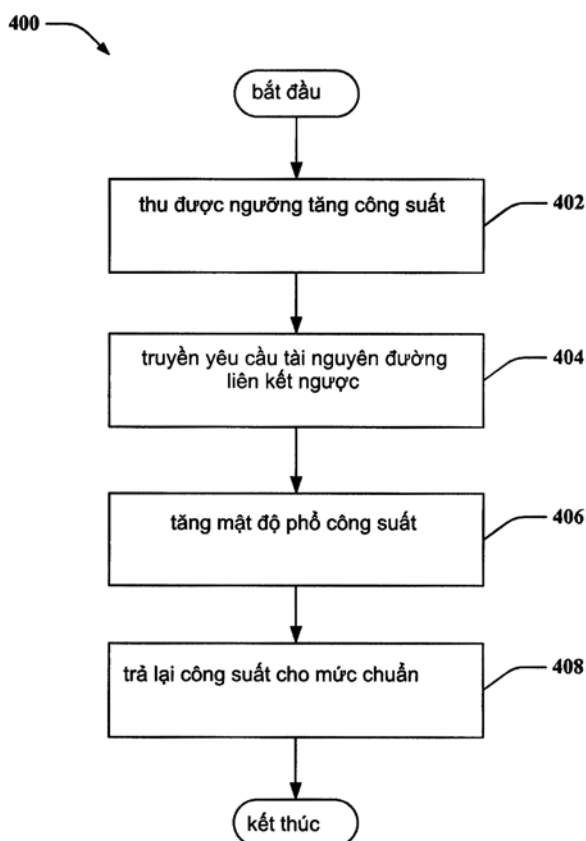 400
bắt đầu
thu được ngưỡng tăng công suất
402
truyền yêu cầu tài nguyên đường
liên kết ngược
404
tăng mật độ phổ công suất
406
trả lại công suất cho mức chuẩn
408
kết thúc